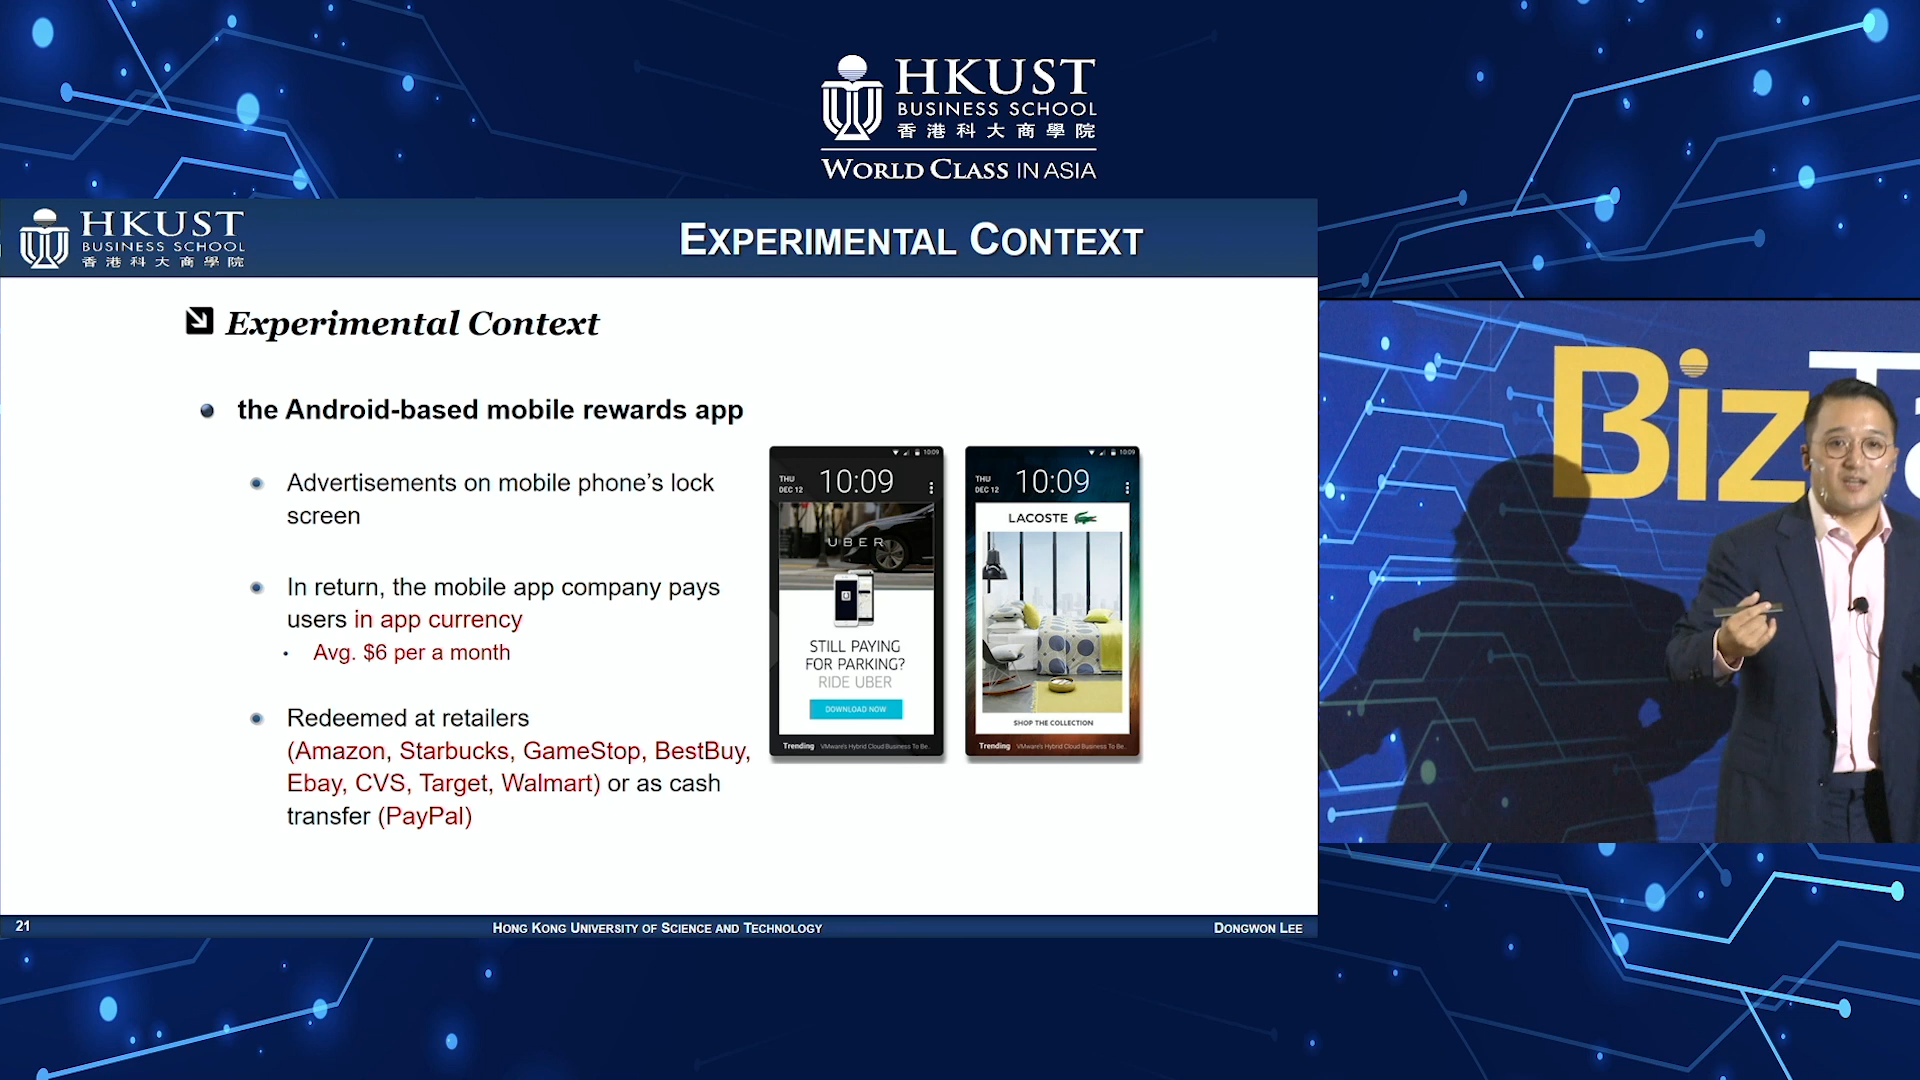 HKUST
BUSINESS SCHOOL
香港科大商學院
WORLD CLASS IN ASIA
HKUST
BUSINESS SCHOOL
香港科大商學院
EXPERIMENTAL CONTEXT
Experimental Context
the Android-based mobile rewards app
Advertisements on mobile phone's lock
screen
In return, the mobile app company pays
users in app currency
Avg. $6 per a month
Redeemed at retailers
(Amazon, Starbucks, GameStop, BestBuy,
Ebay, CVS, Target, Walmart) or as cash
transfer (PayPal)
10:09
THU
DEC 12
10:09
UBER
STILL PAYING
FOR PARKING?
RIDE UBER
DOWNLOAD NOW
Trending VMware's Hybrid Cloud Business To Be..
10:09
THU
DEC 12
10:09
LACOSTE
SHOP THE COLLECTION
Trending VMware's Hybrid Cloud Business To Be..
Biz
21
HONG KONG UNIVERSITY OF SCIENCE AND TECHNOLOGY
DONGWON LEE